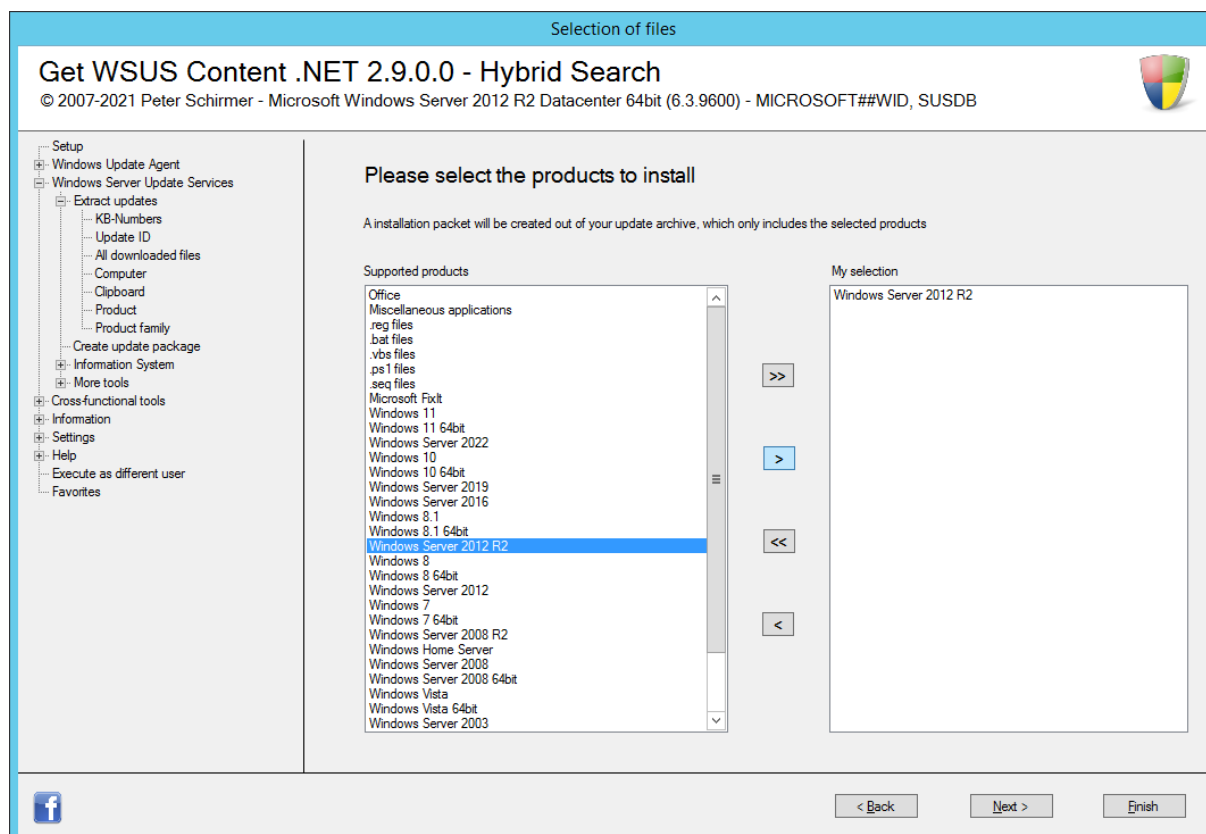 Selection of files
Get WSUS Content .NET 2.9.0.0 - Hybrid Search
© 2007-2021 Peter Schirmer - Microsoft Windows Server 2012 R2 Datacenter 64bit (6.3.9600) - MICROSOFT##WID, SUSDB
Setup
Windows Update Agent
Windows Server Update Services
Extract updates
KB-Numbers
Update ID
All downloaded files
Computer
Clipboard
Product
Product family
Create update package
Information System
More tools
Cross-functional tools
Information
Settings
Help
Execute as different user
Favorites
Please select the products to install
A installation packet will be created out of your update archive, which only includes the selected products
Supported products
Office
Miscellaneous applications
.reg files
.bat files
.vbs files
.ps1 files
.seq files
Microsoft FixIt
Windows 11
Windows 11 64bit
Windows Server 2022
Windows 10
Windows 10 64bit
Windows Server 2019
Windows Server 2016
Windows 8.1
Windows 8.1 64bit
Windows Server 2012 R2
Windows 8
Windows 8 64bit
Windows Server 2012
Windows 7
Windows 7 64bit
Windows Server 2008 R2
Windows Home Server
Windows Server 2008
Windows Server 2008 64bit
Windows Vista
Windows Vista 64bit
Windows Server 2003
>>
>
<<
<
My selection
Windows Server 2012 R2
f
< Back
Next >
Finish